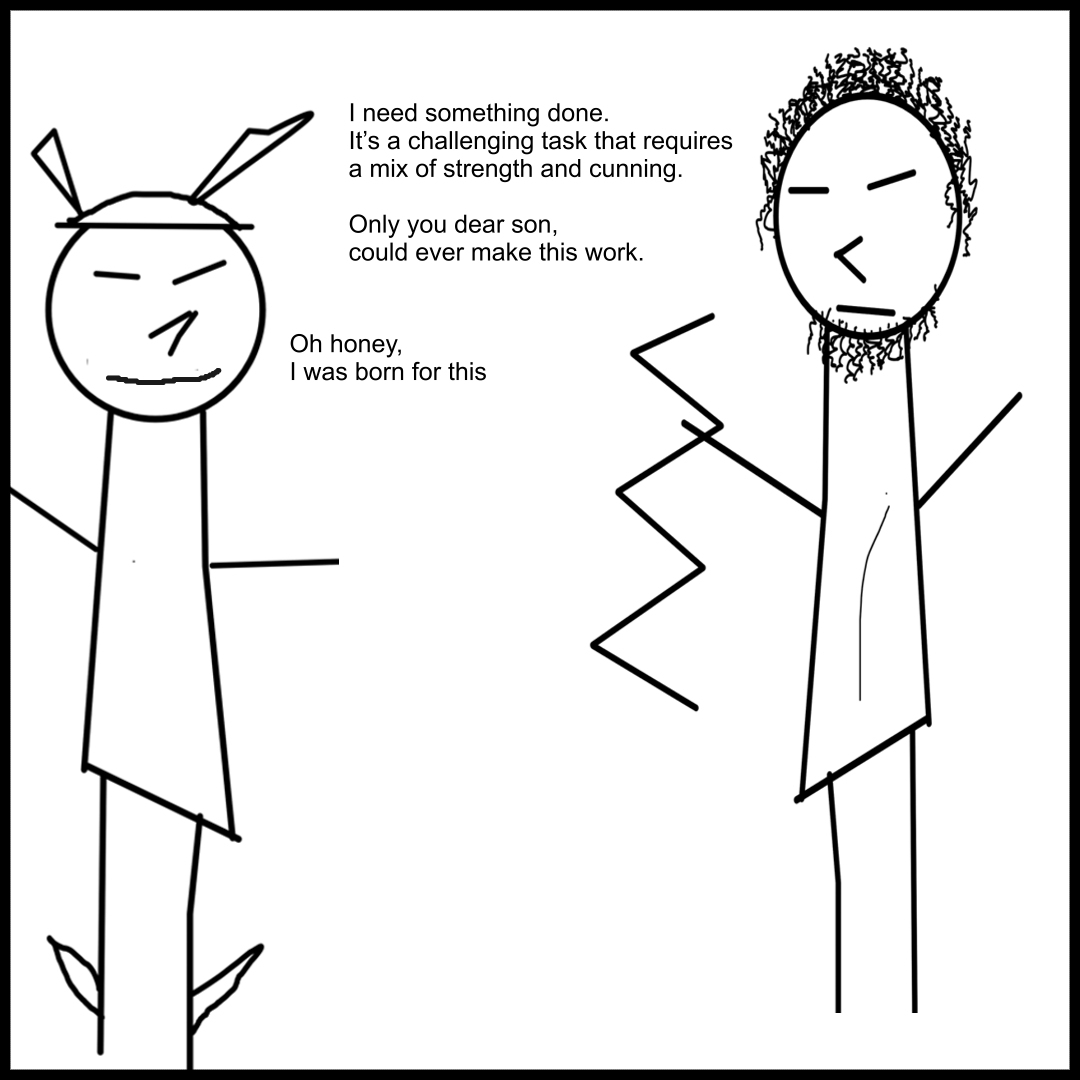 I need something done.
It’s a challenging task that requires
a mix of strength and cunning.
Only you dear son,
could ever make this work.
Oh honey,
I was born for this